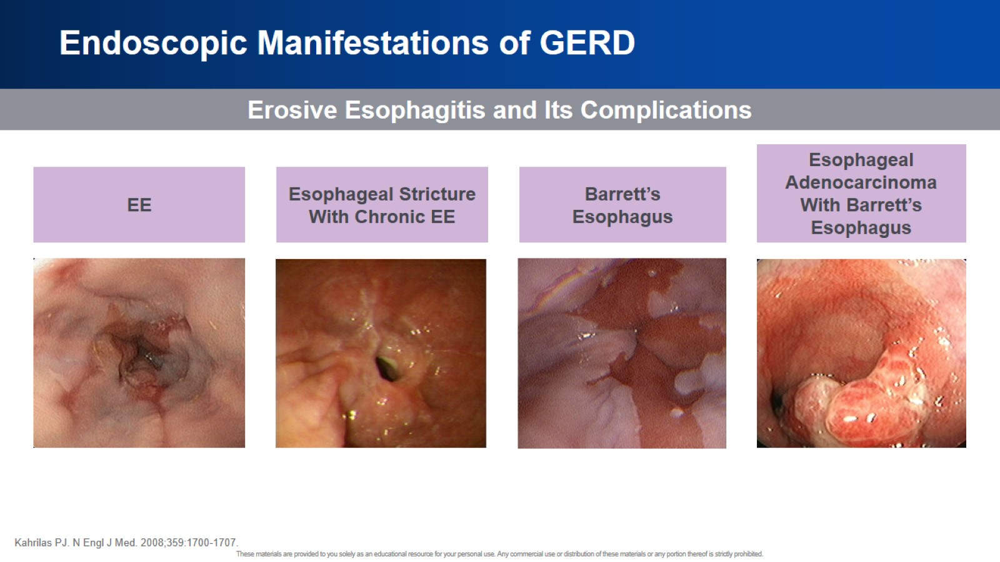 Endoscopic Manifestations of GERD
Erosive Esophagitis and Its Complications
EE
Esophageal Stricture
With Chronic EE
Barrett’s
Esophagus
Esophageal
Adenocarcinoma
With Barrett’s
Esophagus
Kahrilas PJ. N Engl J Med. 2008;359:1700-1707.
These materials are provided to you solely as an educational resource for your personal use. Any commercial use or distribution of these materials or any portion thereof is strictly prohibited.